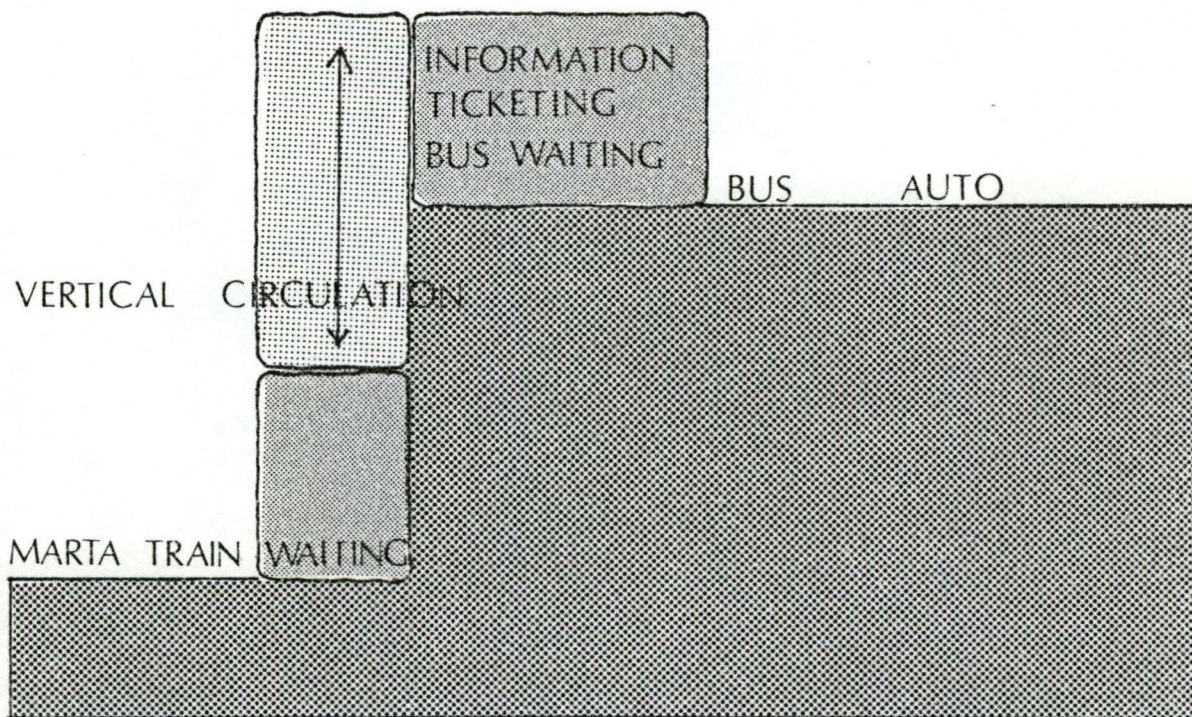 INFORMATION
TICKETING
BUS WAITING
BUS AUTO
VERTICAL CIRCULATION
MARTA TRAIN WAITING